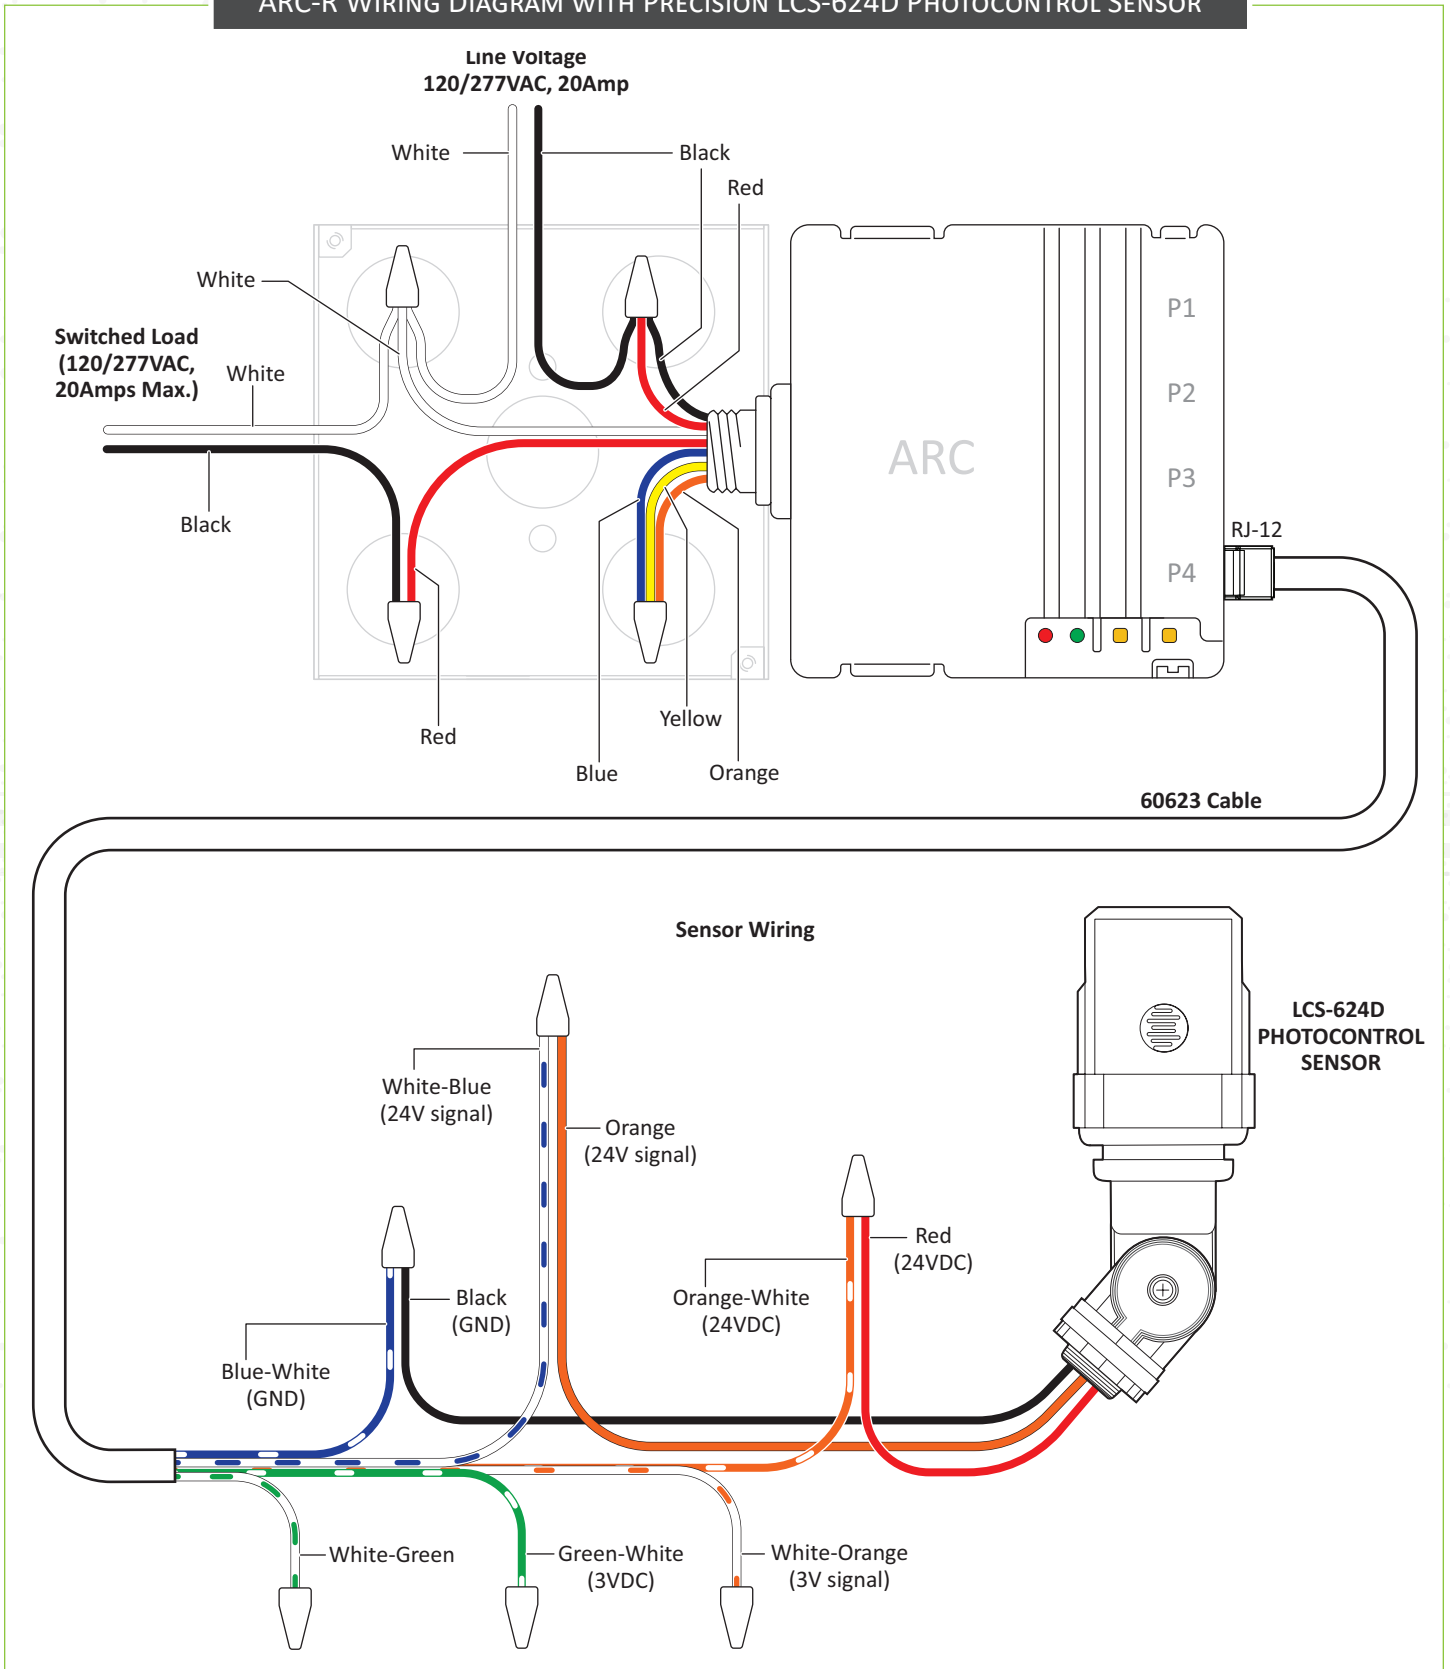 ARC-R WIRING DIAGRAM WITH PRECISION LCS-624D PHOTOCONTROL SENSOR
Line Voltage
120/277VAC, 20Amp
White
Black
Red
White
Switched Load
(120/277VAC,
20Amps Max.)
White
Black
Red
Blue
Yellow
Orange
ARC
P1
P2
P3
P4
RJ-12
60623 Cable
Sensor Wiring
LCS-624D
PHOTOCONTROL
SENSOR
White-Blue
(24V signal)
Orange
(24V signal)
Red
(24VDC)
Orange-White
(24VDC)
Black
(GND)
Blue-White
(GND)
White-Green
Green-White
(3VDC)
White-Orange
(3V signal)